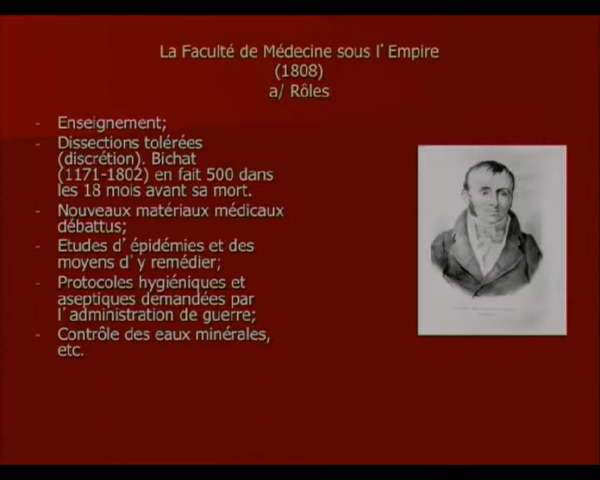 La Faculté de Médecine sous l'Empire
(1808)
a/ Rôles
- Enseignement;
- Dissections tolérées
(discrétion). Bichat
(1171-1802) en fait 500 dans
les 18 mois avant sa mort.
- Nouveaux matériaux médicaux
débattus;
- Etudes d'épidémies et des
moyens d'y remédier;
- Protocoles hygiéniques et
aseptiques demandées par
l'administration de guerre;
- Contrôle des eaux minérales,
etc.